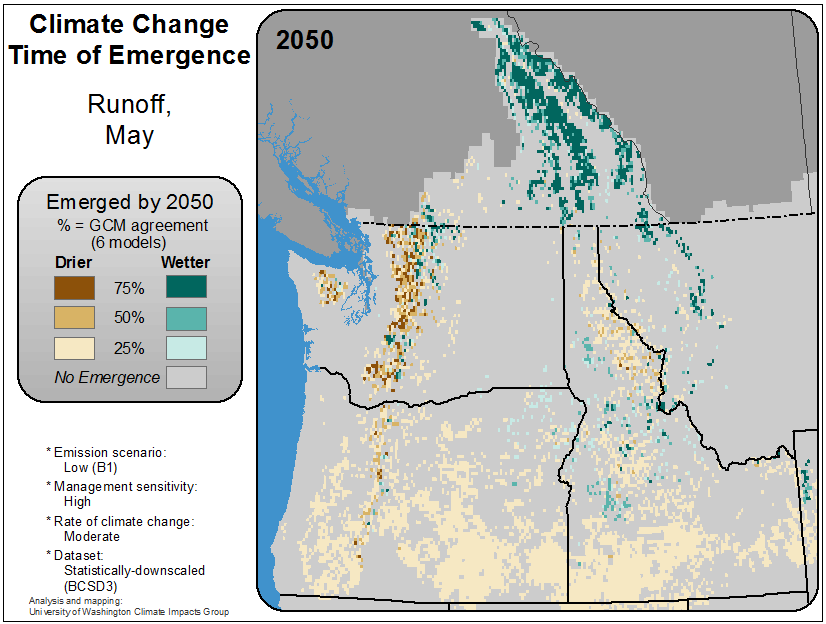 Climate Change
Time of Emergence
Runoff,
May
Emerged by 2050
% = GCM agreement
(6 models)
Drier Wetter
75%
50%
25%
No Emergence
* Emission scenario:
Low (B1)
* Management sensitivity:
High
* Rate of climate change:
Moderate
* Dataset:
Statistically-downscaled
(BCSD3)
Analysis and mapping:
University of Washington Climate Impacts Group
2050